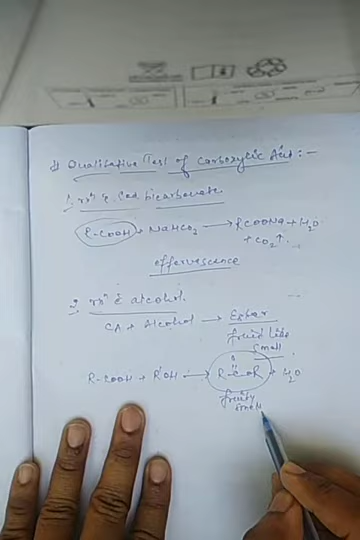 1) Qualitative Test of Carboxylic Acid:-
1. rxn c̄ Sod bicarbonate
R-COOH + NaHCO3 → RCOONa + H2O
+ CO2↑.
effervescence
2. rxn c̄ alcohol.
CA + Alcohol → Ester
fruit like
smell
O
R-COOH + R'OH → R-C-OR + H2O
fruity
smell